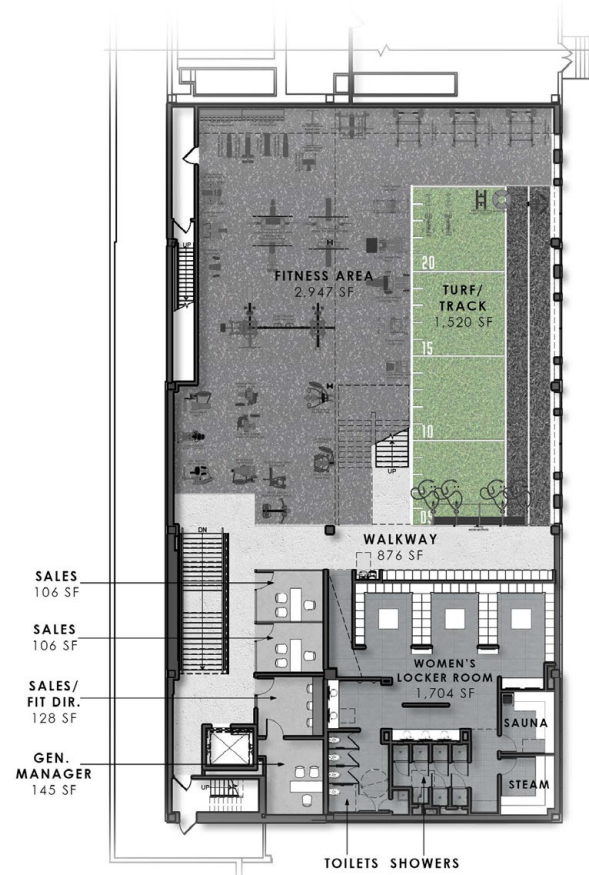 UP
FITNESS AREA
2,947 SF
20
TURF/
TRACK
1,520 SF
15
10
UP
05
WALKWAY
876 SF
DN
SALES
106 SF
SALES
106 SF
WOMEN'S
LOCKER ROOM
1,704 SF
SALES/
FIT DIR.
128 SF
SAUNA
GEN.
MANAGER
145 SF
STEAM
UP
TOILETS SHOWERS